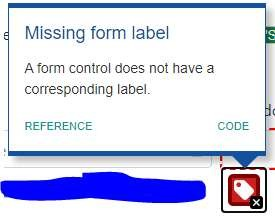 Missing form label
A form control does not have a
corresponding label.
REFERENCE CODE